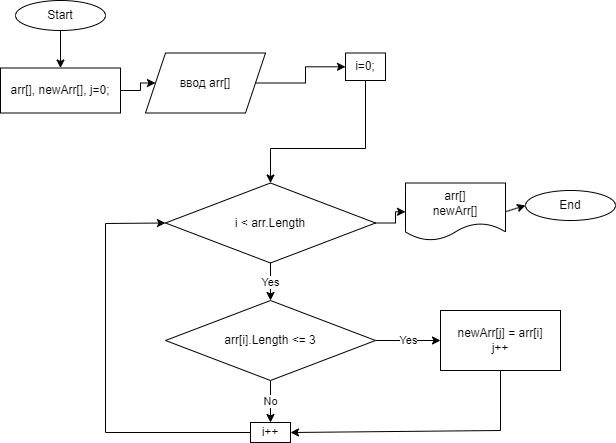 Start
arr[], newArr[], j=0;
ввод arr[]
i=0;
i < arr.Length
arr[]
newArr[]
End
Yes
arr[i].Length <= 3
Yes
newArr[j] = arr[i]
j++
No
i++